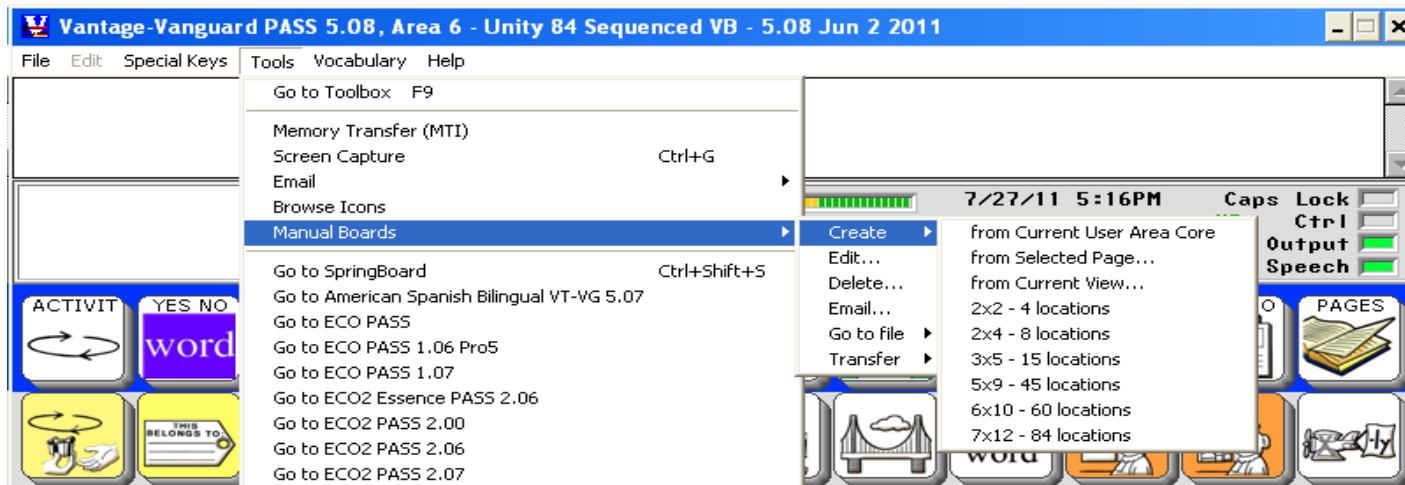 Vantage-Vanguard PASS 5.08, Area 6 - Unity 84 Sequenced VB - 5.08 Jun 2 2011
File Edit Special Keys Tools Vocabulary Help
Go to Toolbox F9
Memory Transfer (MTI)
Screen Capture Ctrl+G
Email
Browse Icons
Manual Boards
Go to SpringBoard Ctrl+Shift+S
Go to American Spanish Bilingual VT-VG 5.07
Go to ECO PASS
Go to ECO PASS 1.06 Pro5
Go to ECO PASS 1.07
Go to ECO2 Essence PASS 2.06
Go to ECO2 PASS 2.00
Go to ECO2 PASS 2.06
Go to ECO2 PASS 2.07
Create
Edit...
Delete...
Email...
Go to file
Transfer
from Current User Area Core
from Selected Page...
from Current View...
2x2 - 4 locations
2x4 - 8 locations
3x5 - 15 locations
5x9 - 45 locations
6x10 - 60 locations
7x12 - 84 locations
7/27/11 5:16PM
Caps Lock
Ctrl
Output
Speech
ACTIVIT
YES NO
word
O
PAGES
THIS
BELONGS TO
word
-ly